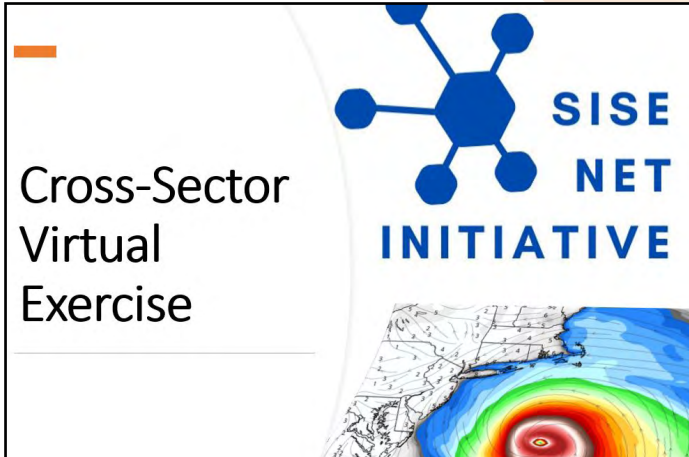 Cross-Sector
Virtual
Exercise
SISE
NET
INITIATIVE